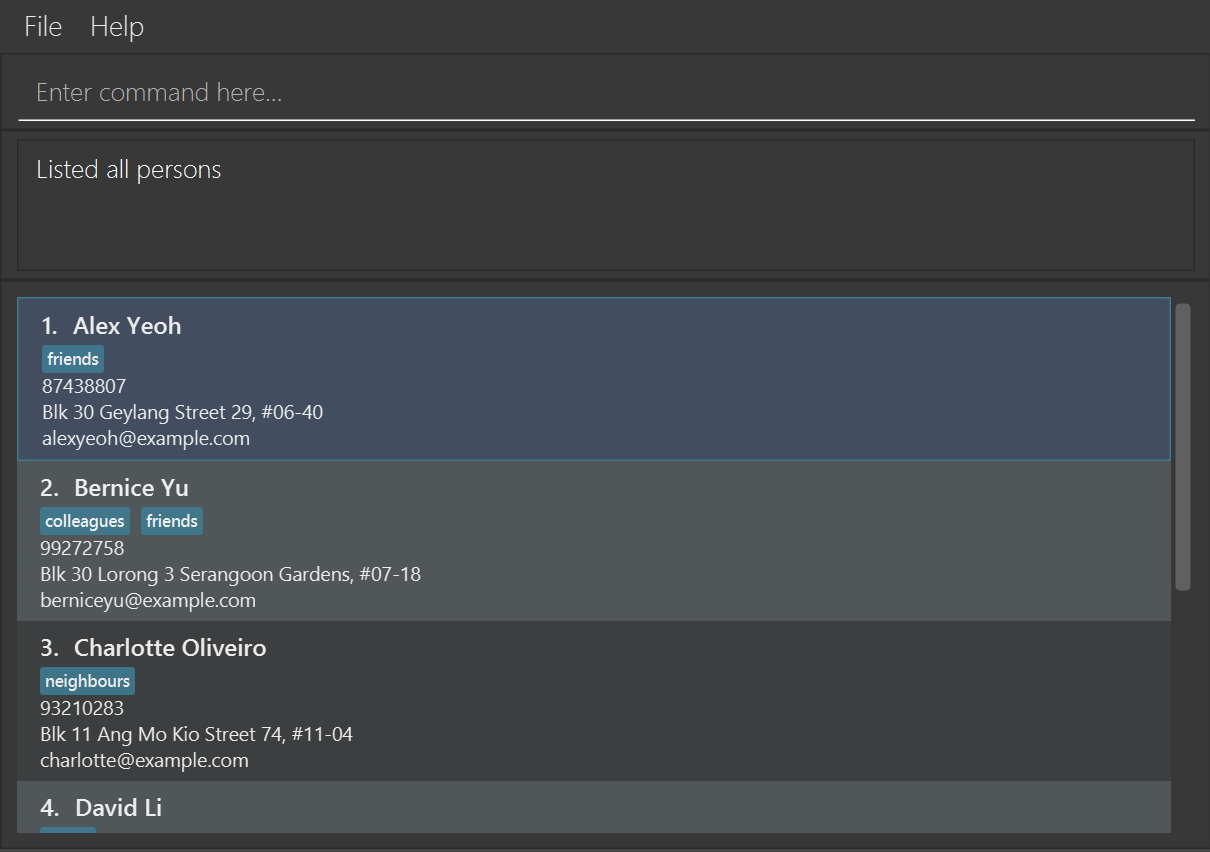 File Help
Enter command here...
Listed all persons
1. Alex Yeoh
friends
87438807
Blk 30 Geylang Street 29, #06-40
alexyeoh@example.com
2. Bernice Yu
colleagues friends
99272758
Blk 30 Lorong 3 Serangoon Gardens, #07-18
berniceyu@example.com
3. Charlotte Oliveiro
neighbours
93210283
Blk 11 Ang Mo Kio Street 74, #11-04
charlotte@example.com
4. David Li